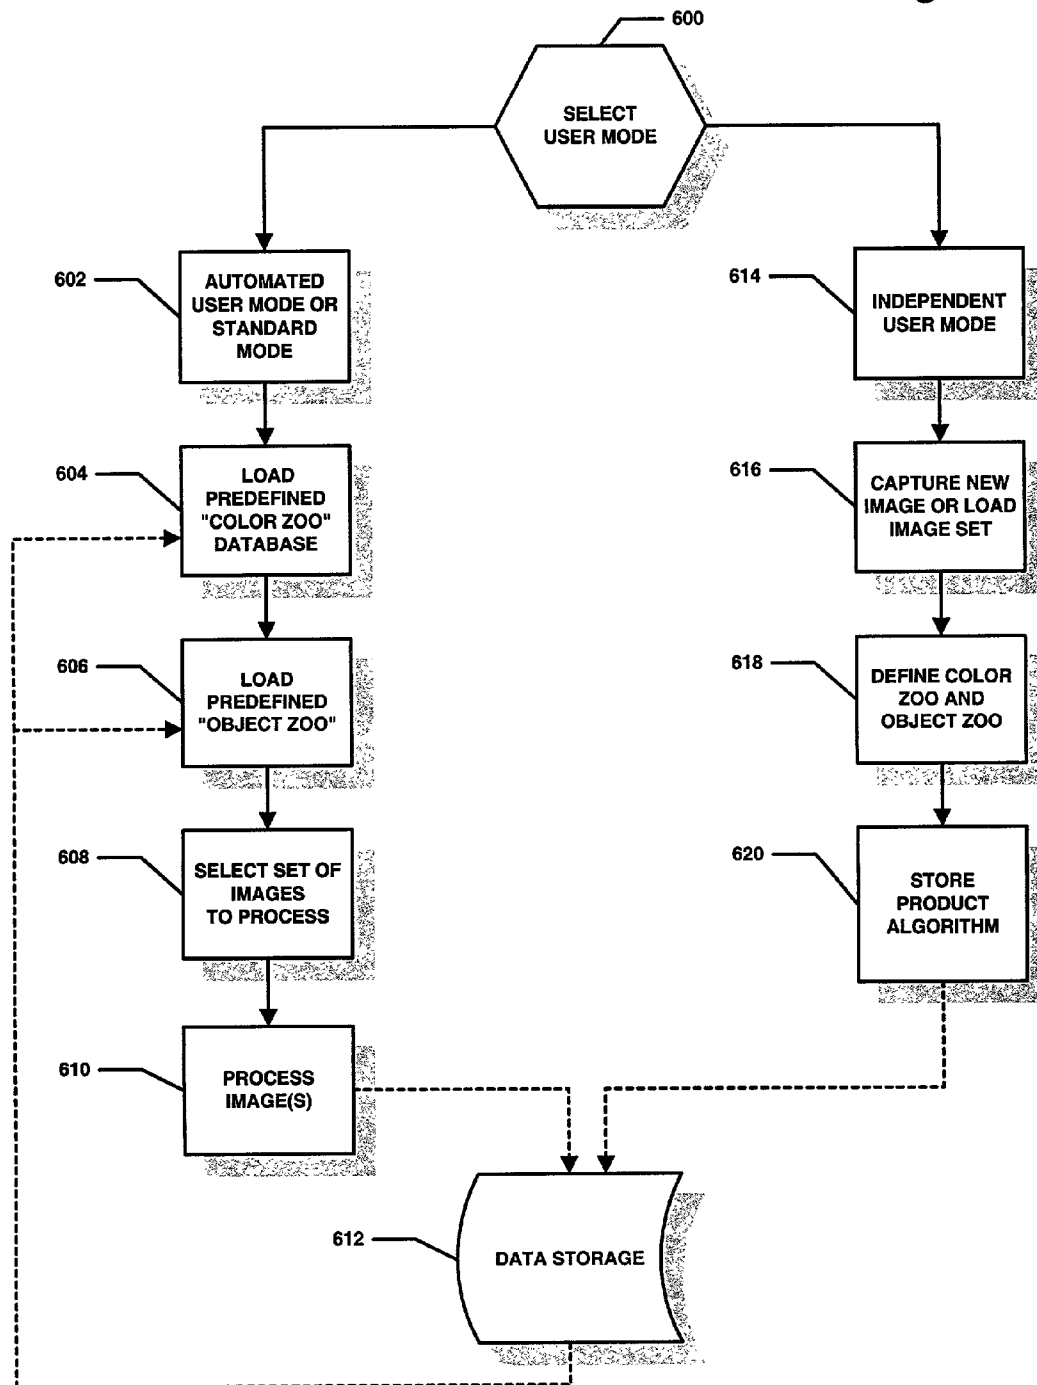 600
SELECT
USER MODE
602
AUTOMATED
USER MODE OR
STANDARD
MODE
614
INDEPENDENT
USER MODE
604
LOAD
PREDEFINED
"COLOR ZOO"
DATABASE
616
CAPTURE NEW
IMAGE OR LOAD
IMAGE SET
606
LOAD
PREDEFINED
"OBJECT ZOO"
618
DEFINE COLOR
ZOO AND
OBJECT ZOO
608
SELECT SET OF
IMAGES
TO PROCESS
620
STORE
PRODUCT
ALGORITHM
610
PROCESS
IMAGE(S)
612
DATA STORAGE